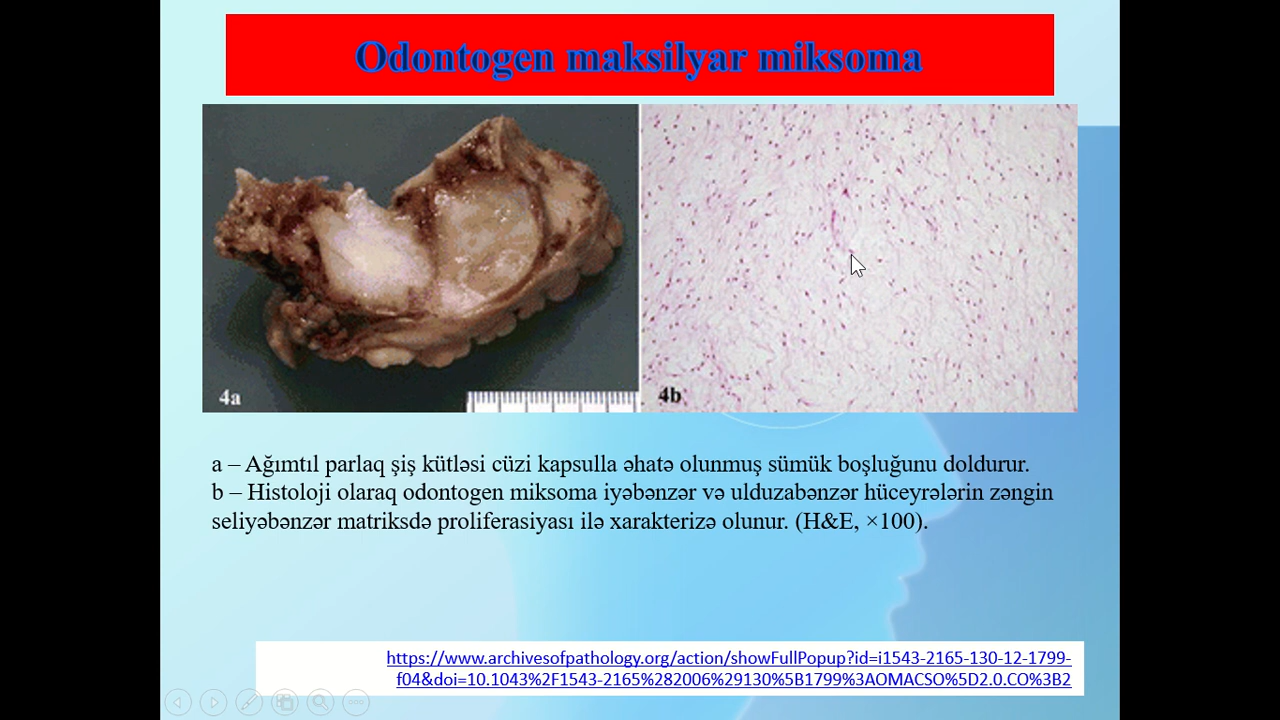 Odontogen maksilyar miksoma
4a
4b
a – Ağımtıl parlaq şiş kütləsi cüzi kapsulla əhatə olunmuş sümük boşluğunu doldurur.
b – Histoloji olaraq odontogen miksoma iyəbənzər və ulduzabənzər hüceyrələrin zəngin
seliyəbənzər matriksdə proliferasiyası ilə xarakterizə olunur. (H&E, ×100).
https://www.archivesofpathology.org/action/showFullPopup?id=i1543-2165-130-12-1799-
f04&doi=10.1043%2F1543-2165%282006%29130%5B1799%3AOMACSO%5D2.0.CO%3B2